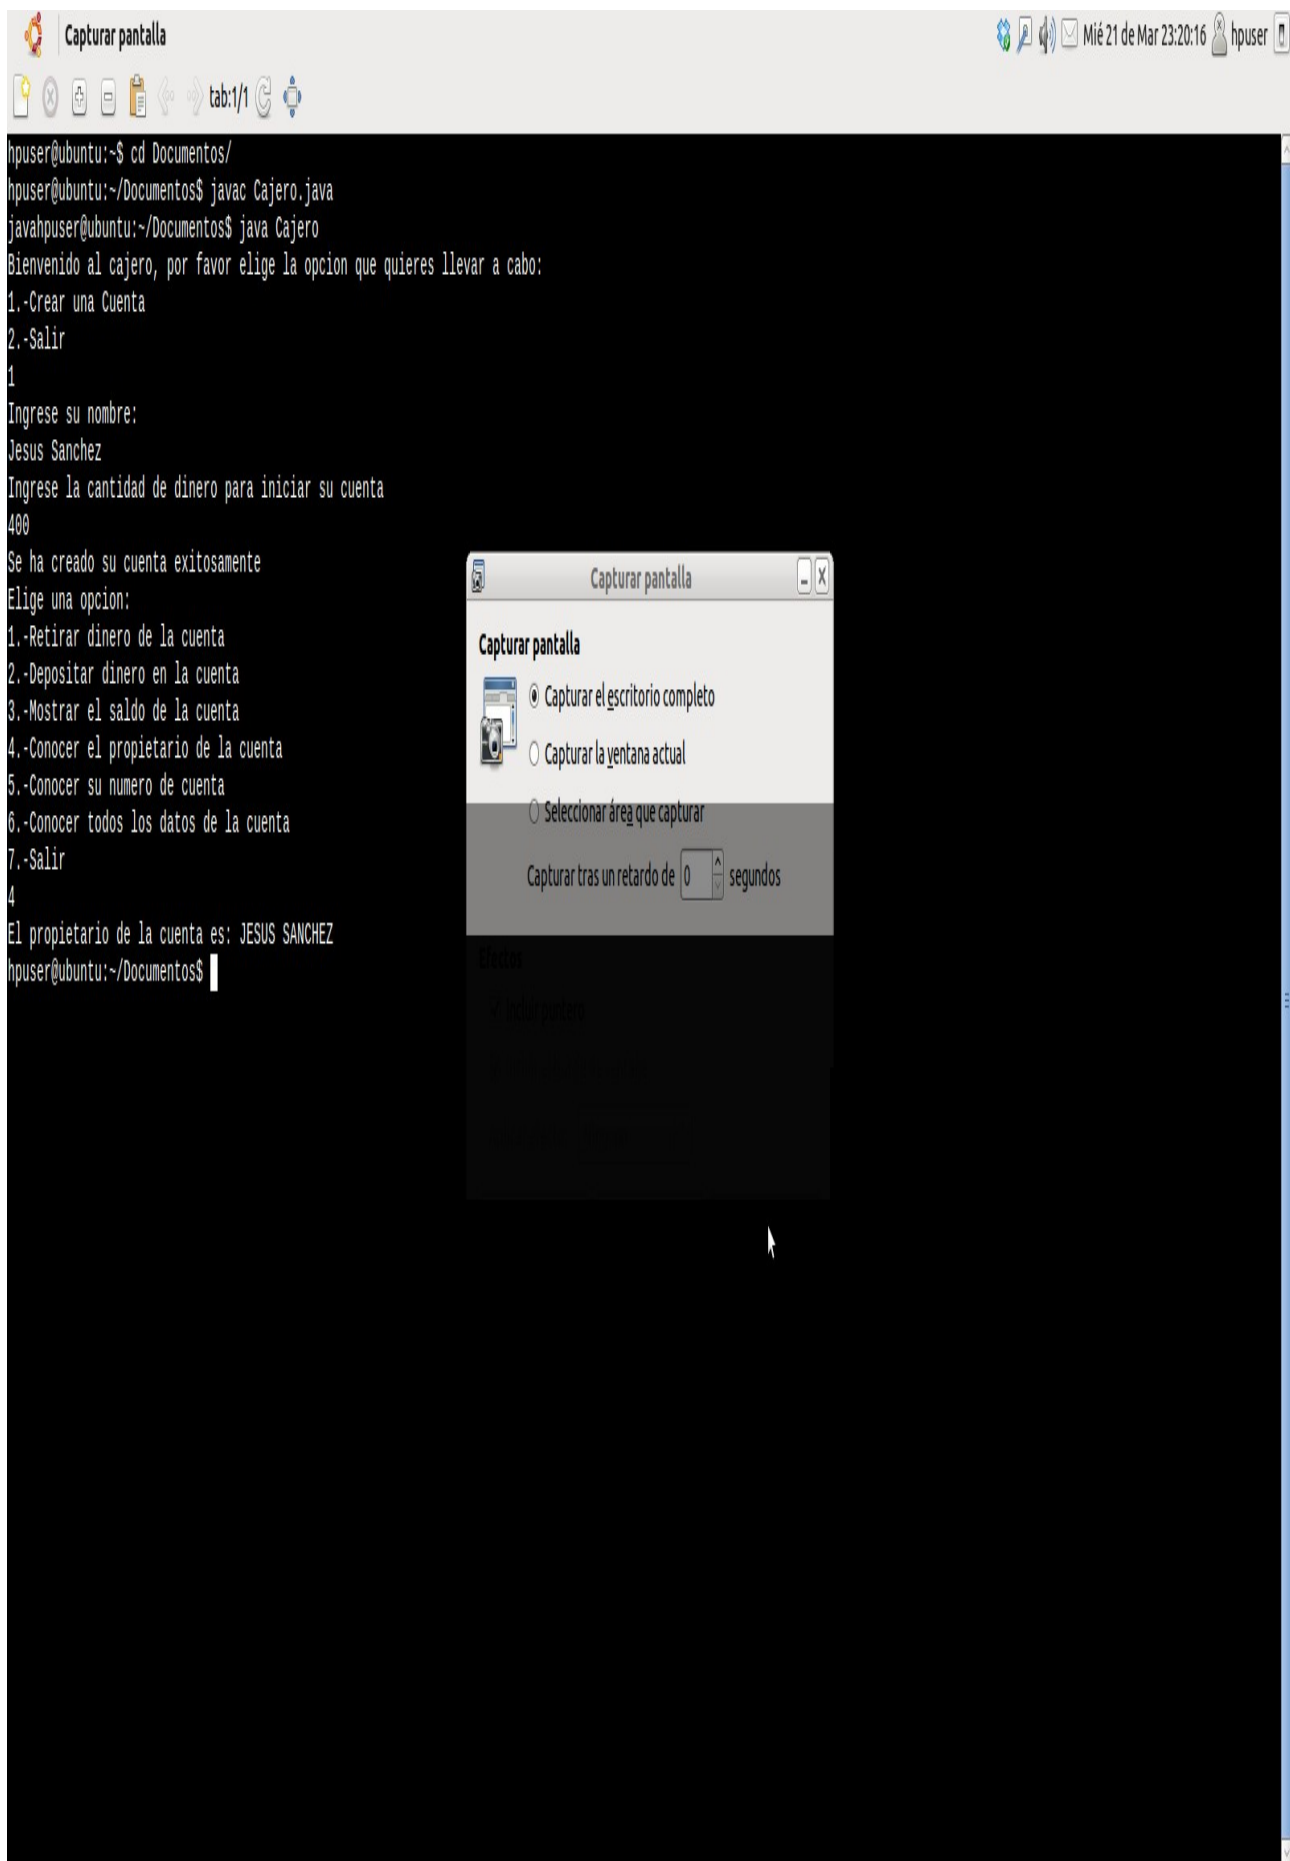 Capturar pantalla
Mié 21 de Mar 23:20:16 hpuser
tab:1/1
hpuser@ubuntu:~$ cd Documentos/
hpuser@ubuntu:~/Documentos$ javac Cajero.java
javahpuser@ubuntu:~/Documentos$ java Cajero
Bienvenido al cajero, por favor elige la opcion que quieres llevar a cabo:
1.-Crear una Cuenta
2.-Salir
1
Ingrese su nombre:
Jesus Sanchez
Ingrese la cantidad de dinero para iniciar su cuenta
400
Se ha creado su cuenta exitosamente
Elige una opcion:
1.-Retirar dinero de la cuenta
2.-Depositar dinero en la cuenta
3.-Mostrar el saldo de la cuenta
4.-Conocer el propietario de la cuenta
5.-Conocer su numero de cuenta
6.-Conocer todos los datos de la cuenta
7.-Salir
4
El propietario de la cuenta es: JESUS SANCHEZ
hpuser@ubuntu:~/Documentos$
Capturar pantalla
Capturar pantalla
Capturar el escritorio completo
Capturar la ventana actual
Seleccionar área que capturar
Capturar tras un retardo de 0 segundos
Efectos
Incluir puntero